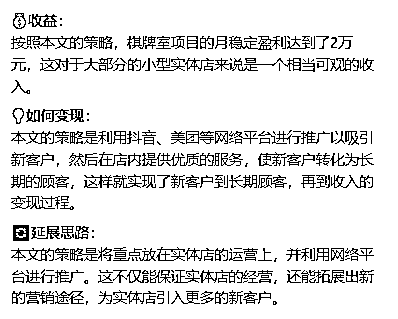 💰收益：
按照本文的策略，棋牌室项目的月稳定盈利达到了2万
元，这对于大部分的小型实体店来说是一个相当可观的收
入。
💡如何变现：
本文的策略是利用抖音、美团等网络平台进行推广以吸引
新客户，然后在店内提供优质的服务，使新客户转化为长
期的顾客，这样就实现了新客户到长期顾客，再到收入的
变现过程。
🔄延展思路：
本文的策略是将重点放在实体店的运营上，并利用网络平
台进行推广。这不仅能保证实体店的经营，还能拓展出新
的营销途径，为实体店引入更多的新客户。